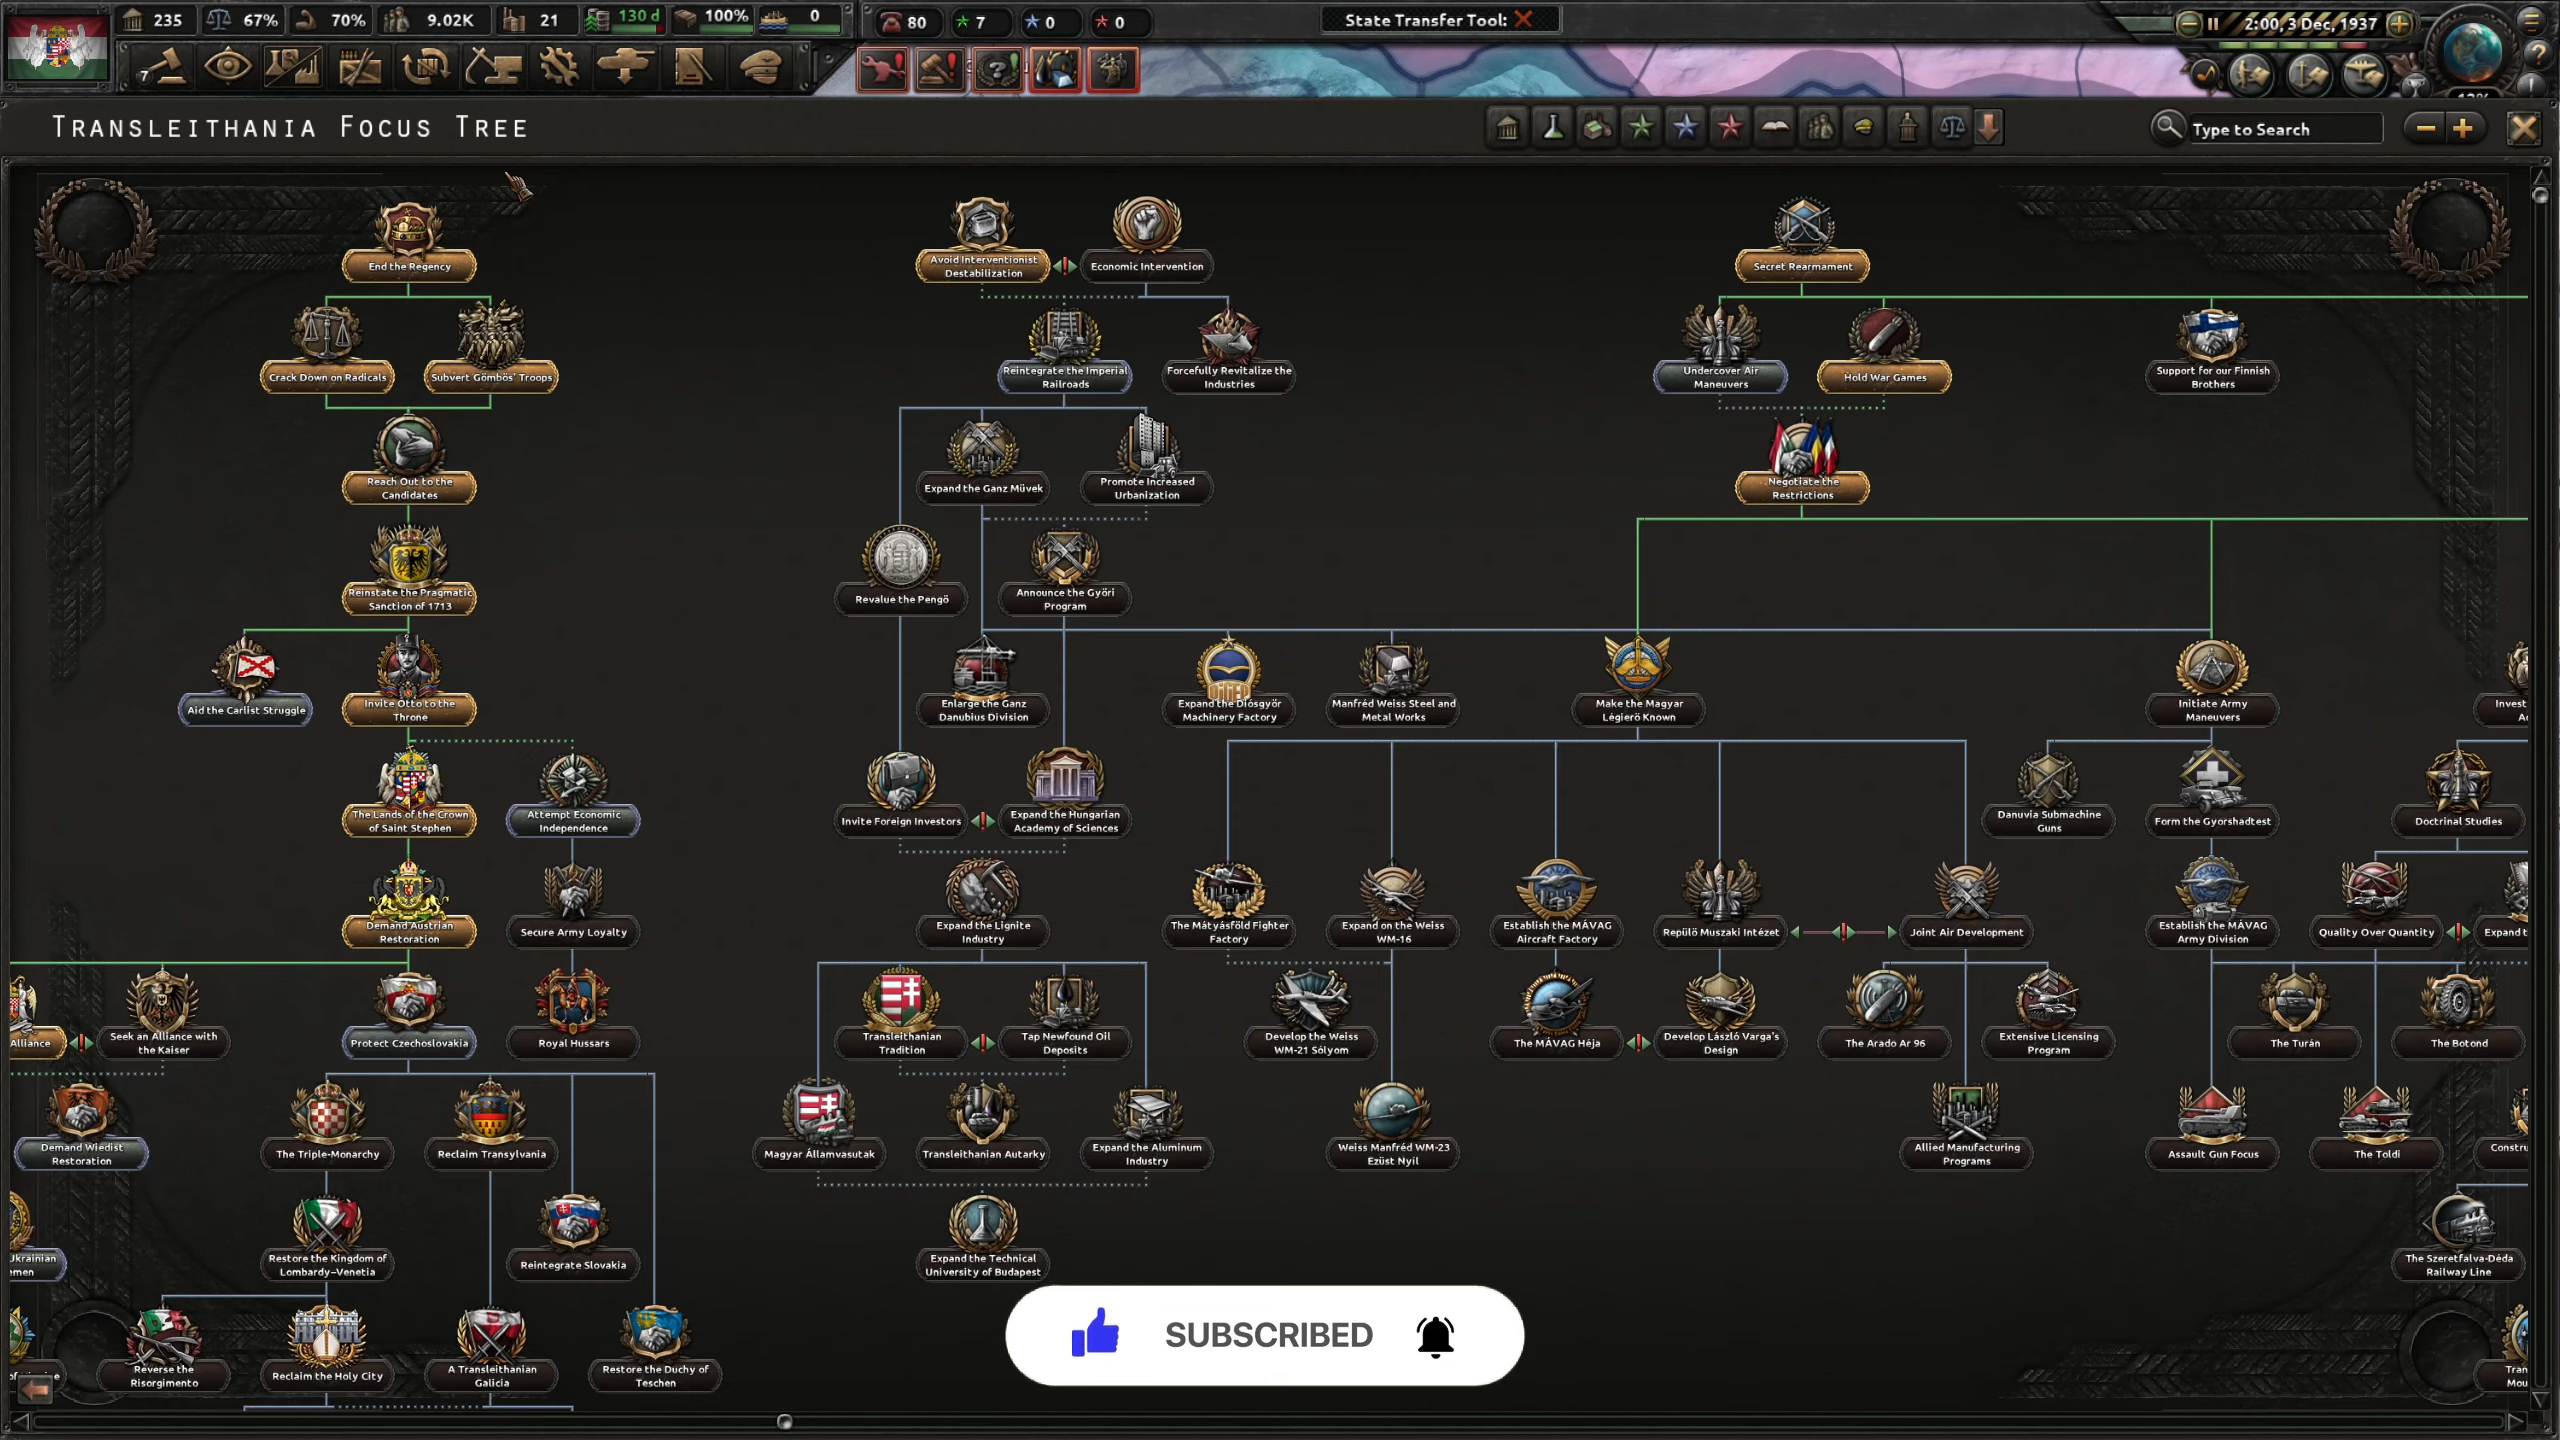 235
67%
70%
9.02K
21
130 d
100%
0
80
7
0
0
State Transfer Tool:
2:00, 3 Dec, 1937
7
Transleithania Focus Tree
Type to Search
End the Regency
Avoid Interventionist
Destabilization
Economic Intervention
Secret Rearmament
Crack Down on Radicals
Subvert Gömbös' Troops
Reintegrate the Imperial
Railroads
Forcefully Revitalize the
Industries
Undercover Air
Maneuvers
Hold War Games
Support for our Finnish
Brothers
Reach Out to the
Candidates
Expand the Ganz Müvek
Promote Increased
Urbanization
Negotiate the
Restrictions
Reinstate the Pragmatic
Sanction of 1713
Revalue the Pengö
Announce the Györi
Program
Aid the Carlist Struggle
Invite Otto to the
Throne
Enlarge the Ganz
Danubius Division
Expand the Diósgyör
Machinery Factory
Manfréd Weiss Steel and
Metal Works
Make the Magyar
Légierö Known
Initiate Army
Maneuvers
Invest
The Lands of the Crown
of Saint Stephen
Attempt Economic
Independence
Invite Foreign Investors
Expand the Hungarian
Academy of Sciences
Danuvia Submachine
Guns
Form the Gyorshadtest
Doctrinal Studies
Demand Austrian
Restoration
Secure Army Loyalty
Expand the Lignite
Industry
The Mátyásföld Fighter
Factory
Expand on the Weiss
WM-16
Establish the MÁVAG
Aircraft Factory
Repülö Muszaki Intézet
Joint Air Development
Establish the MÁVAG
Army Division
Quality Over Quantity
Expand t
Alliance
Seek an Alliance with
the Kaiser
Protect Czechoslovakia
Royal Hussars
Transleithanian
Tradition
Tap Newfound Oil
Deposits
Develop the Weiss
WM-21 Sólyom
The MÁVAG Héja
Develop László Varga's
Design
The Arado Ar 96
Extensive Licensing
Program
The Turán
The Botond
Demand Wiedist
Restoration
The Triple-Monarchy
Reclaim Transylvania
Magyar Államvasutak
Transleithanian Autarky
Expand the Aluminum
Industry
Weiss Manfréd WM-23
Ezüst Nyíl
Allied Manufacturing
Programs
Assault Gun Focus
The Toldi
Constru
Ukrainian
emen
Restore the Kingdom of
Lombardy-Venetia
Reintegrate Slovakia
Expand the Technical
University of Budapest
The Szeretfalva-Déda
Railway Line
Reverse the
Risorgimento
Reclaim the Holy City
A Transleithanian
Galicia
Restore the Duchy of
Teschen
Tran
Mou
SUBSCRIBED